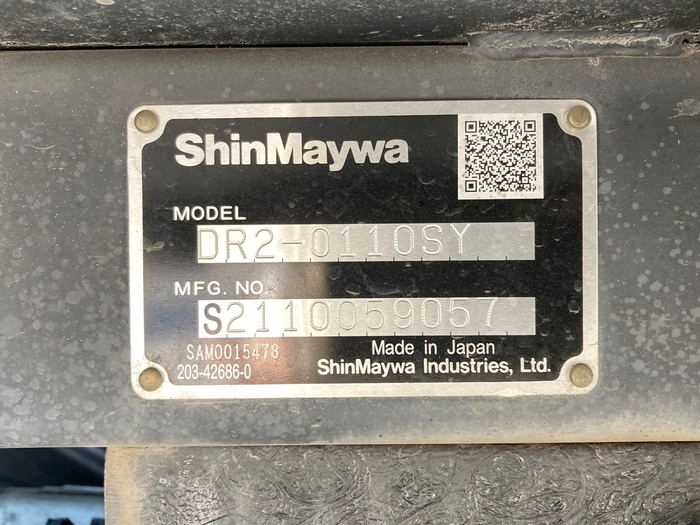 ShinMaywa
MODEL
DR2-0110SY
MFG. NO.
S2110059057
SAM0015478
Made in Japan
203-42686-0
ShinMaywa Industries, Ltd.